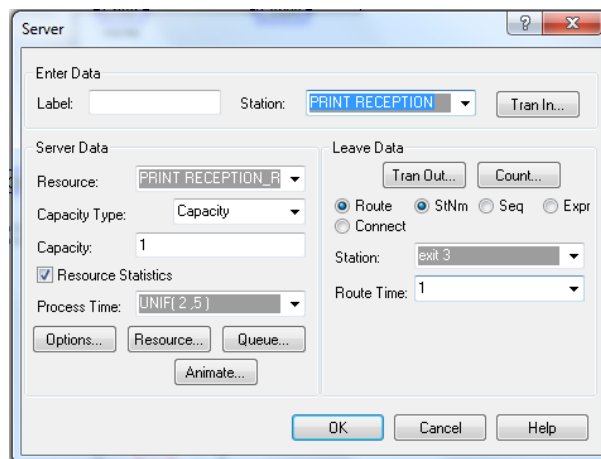 Server
Enter Data
Label:
Station:
PRINT RECEPTION
Tran In...
Server Data
Resource:
PRINT RECEPTION_R
Capacity Type:
Capacity
Capacity:
1
Resource Statistics
Process Time:
UNIF( 2 ,5 )
Options...
Resource...
Queue...
Animate...
Leave Data
Tran Out...
Count...
Route
StNm
Seq
Expr
Connect
Station:
exit 3
Route Time:
1
OK
Cancel
Help